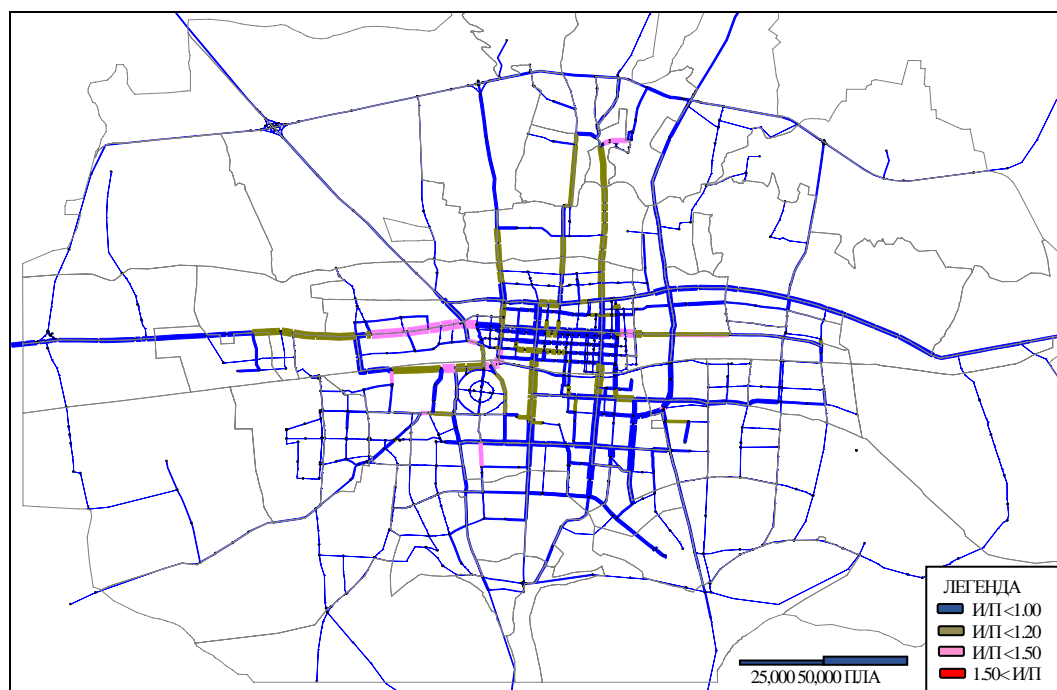 ЛЕГЕНДА
И/П <1.00
И/П <1.20
И/П <1.50
1.50< И/П
25,000 50,000 ПЛА